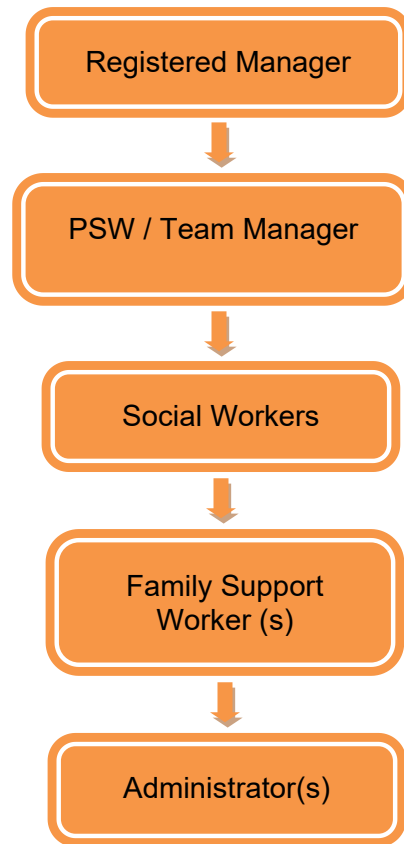 Registered Manager
PSW / Team Manager
Social Workers
Family Support
Worker (s)
Administrator(s)